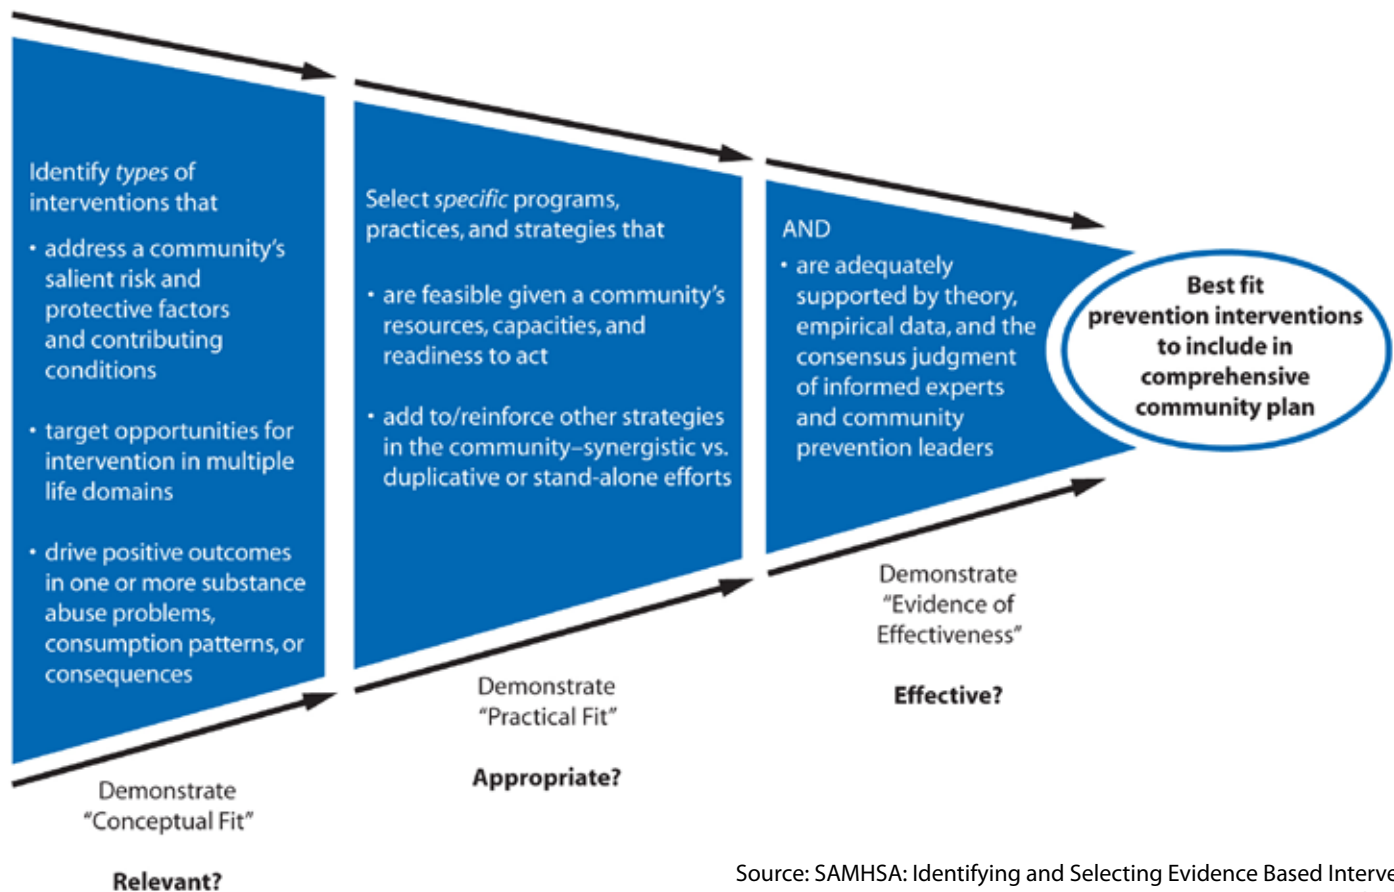 Identify types of
interventions that
• address a community’s
salient risk and
protective factors
and contributing
conditions
• target opportunities for
intervention in multiple
life domains
• drive positive outcomes
in one or more substance
abuse problems,
consumption patterns, or
consequences
Demonstrate
“Conceptual Fit”
Relevant?
Select specific programs,
practices, and strategies that
• are feasible given a community’s
resources, capacities, and
readiness to act
• add to/reinforce other strategies
in the community–synergistic vs.
duplicative or stand-alone efforts
Demonstrate
“Practical Fit”
Appropriate?
AND
• are adequately
supported by theory,
empirical data, and the
consensus judgment
of informed experts
and community
prevention leaders
Demonstrate
“Evidence of
Effectiveness”
Effective?
Best fit
prevention interventions
to include in
comprehensive
community plan
Source: SAMHSA: Identifying and Selecting Evidence Based